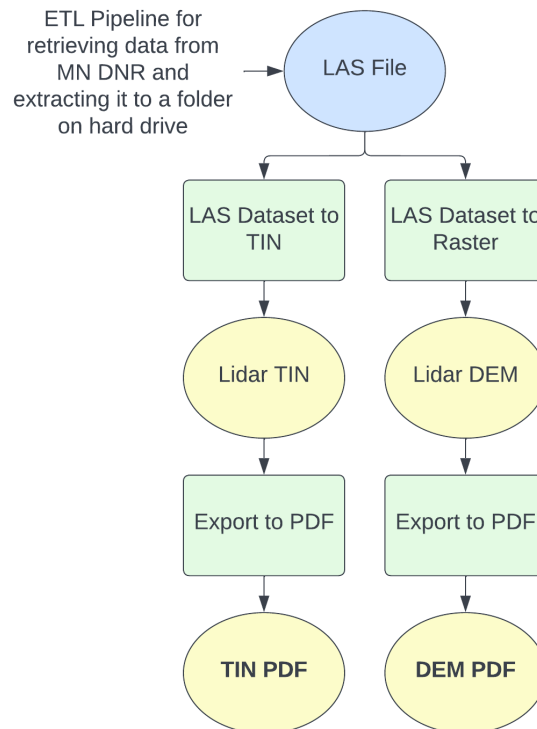 ETL Pipeline for
retrieving data from
MN DNR and
extracting it to a folder
on hard drive
LAS File
LAS Dataset to
TIN
LAS Dataset to
Raster
Lidar TIN
Lidar DEM
Export to PDF
Export to PDF
TIN PDF
DEM PDF